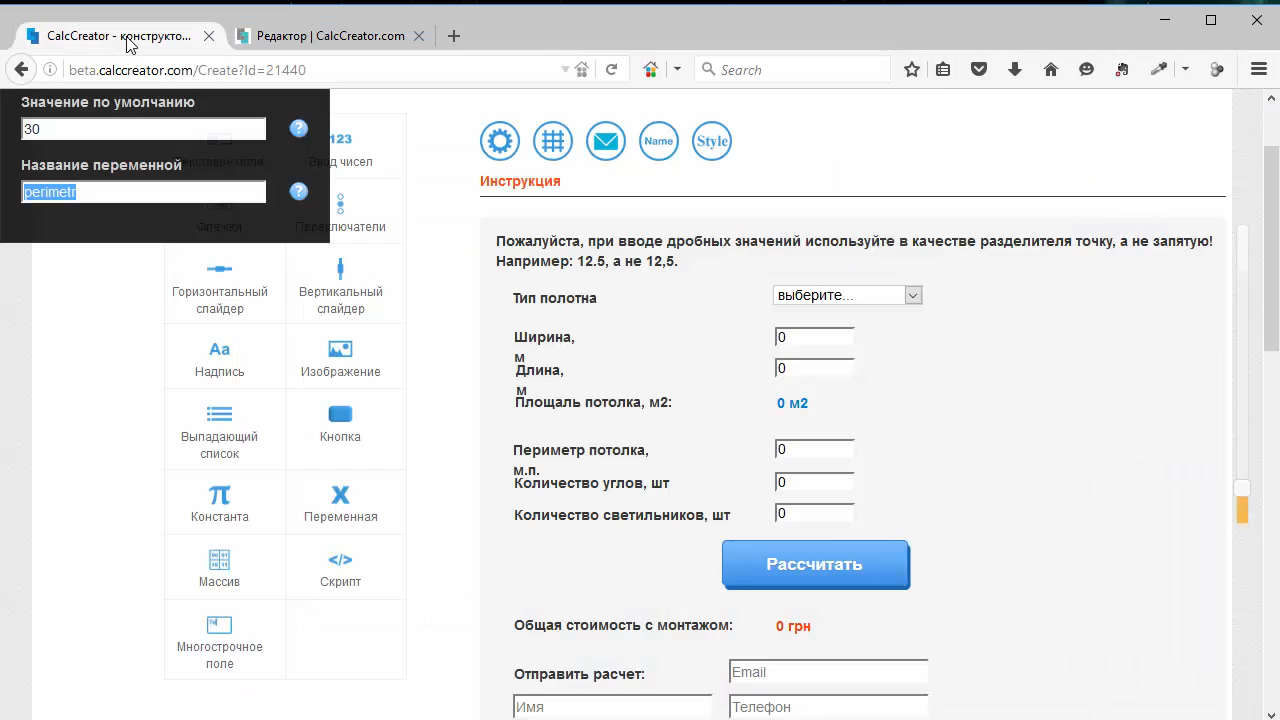 CalcCreator - конструкто...
Редактор | CalcCreator.com
beta.calccreator.com/Create?Id=21440
Search
Значение по умолчанию
30
Название переменной
perimetr
123
Ввод чисел
Флажки
Переключатели
Горизонтальный
слайдер
Вертикальный
слайдер
Aa
Надпись
Изображение
Выпадающий
список
Кнопка
π
Константа
X
Переменная
Массив
</>
Скрипт
Многострочное
поле
Name
Style
Инструкция
Пожалуйста, при вводе дробных значений используйте в качестве разделителя точку, а не запятую!
Например: 12.5, а не 12,5.
Тип полотна
выберите...
Ширина,
м
0
Длина,
м
0
Площаль потолка, м2:
0 м2
Периметр потолка,
м.п.
0
Количество углов, шт
0
Количество светильников, шт
0
Рассчитать
Общая стоимость с монтажом:
0 грн
Отправить расчет:
Email
Имя
Телефон